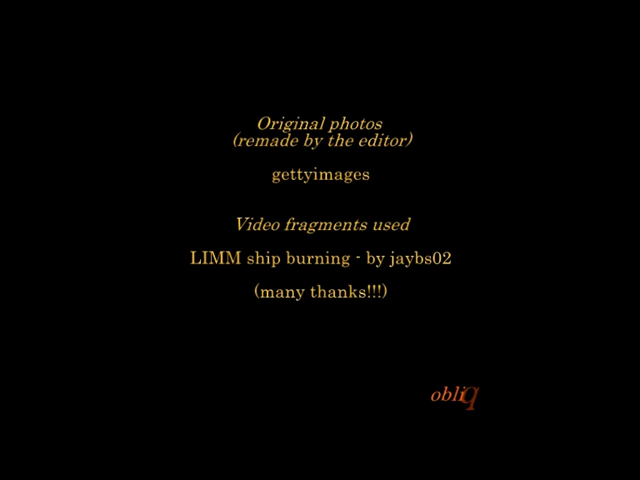 Original photos
(remade by the editor)
gettyimages
Video fragments used
LIMM ship burning - by jaybs02
(many thanks!!!)
obliq